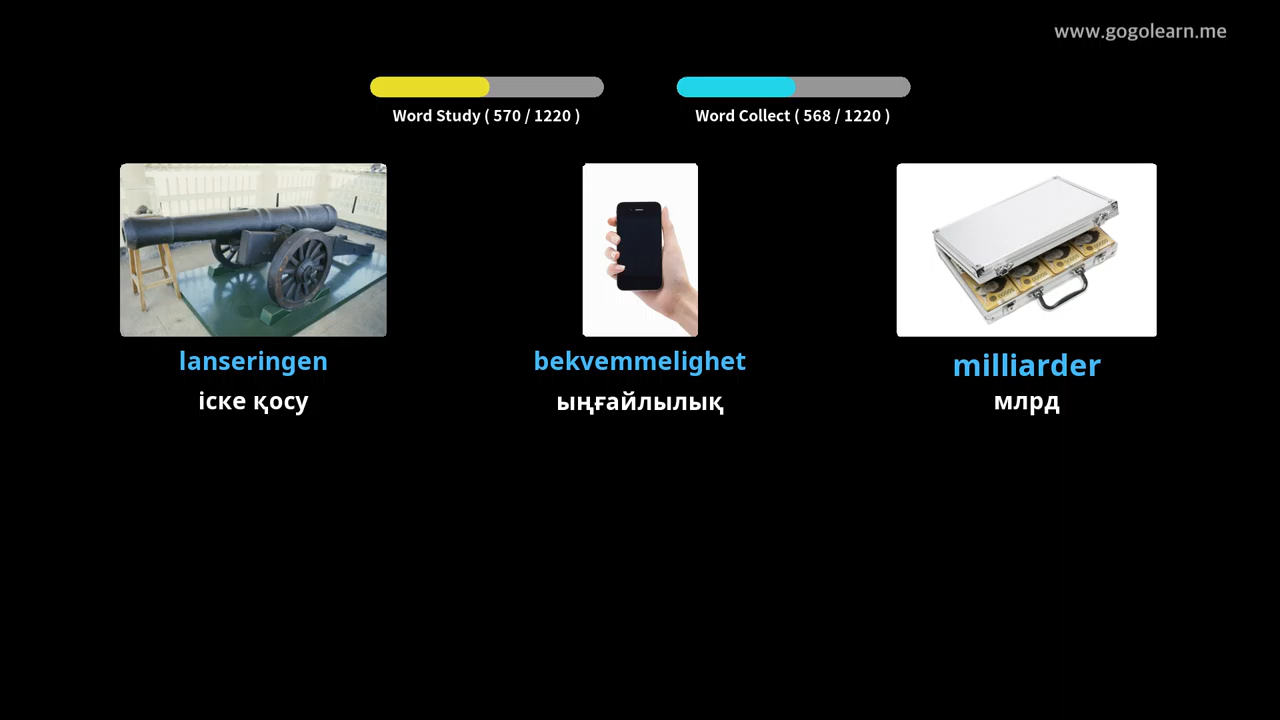 www.gogolearn.me
Word Study ( 570 / 1220 )
Word Collect ( 568 / 1220 )
lanseringen
bekvemmelighet
milliarder
іске қосу
ыңғайлылық
млрд